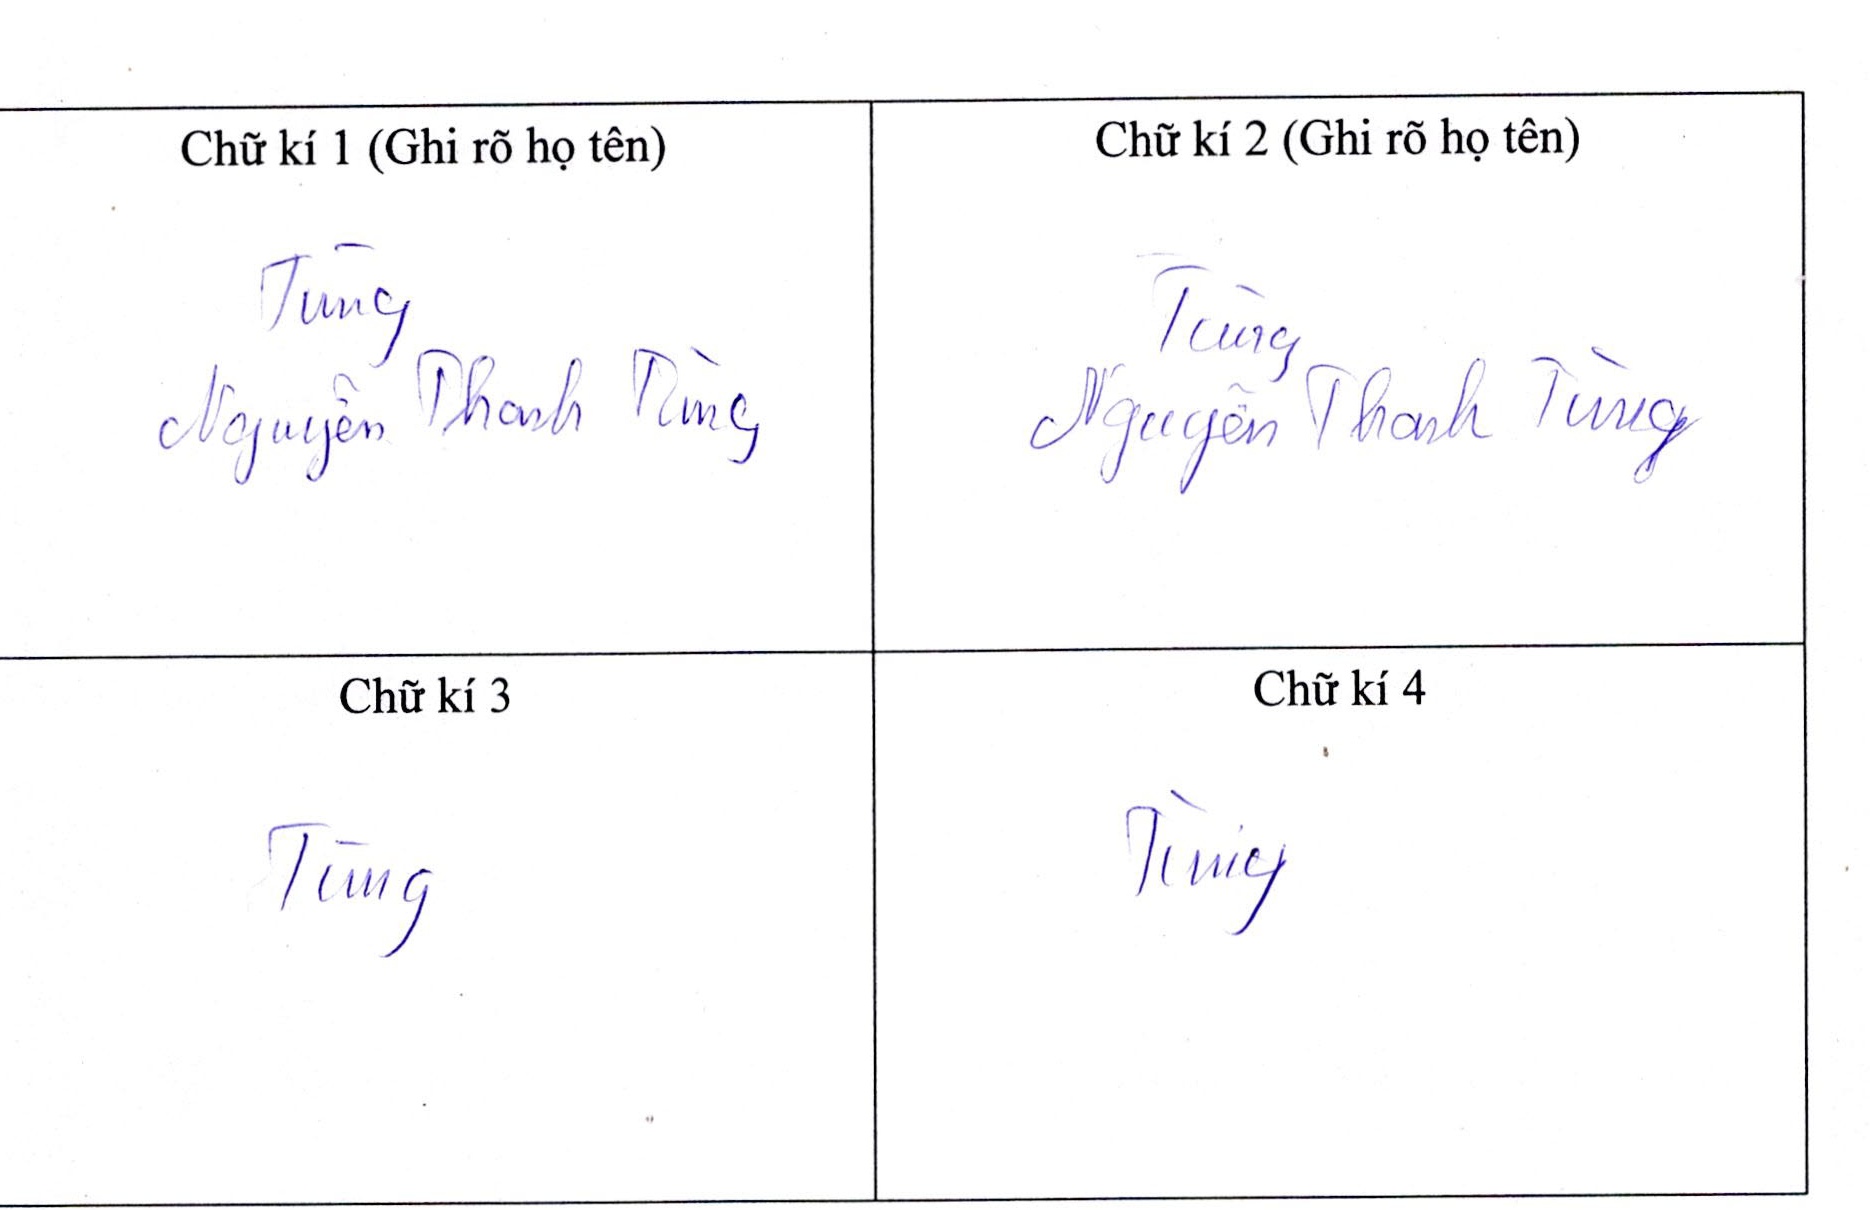 Chữ kí 1 (Ghi rõ họ tên)
Tùng
Nguyễn Thanh Tùng
Chữ kí 2 (Ghi rõ họ tên)
Tùng
Nguyễn Thanh Tùng
Chữ kí 3
Tùng
Chữ kí 4
Tùng